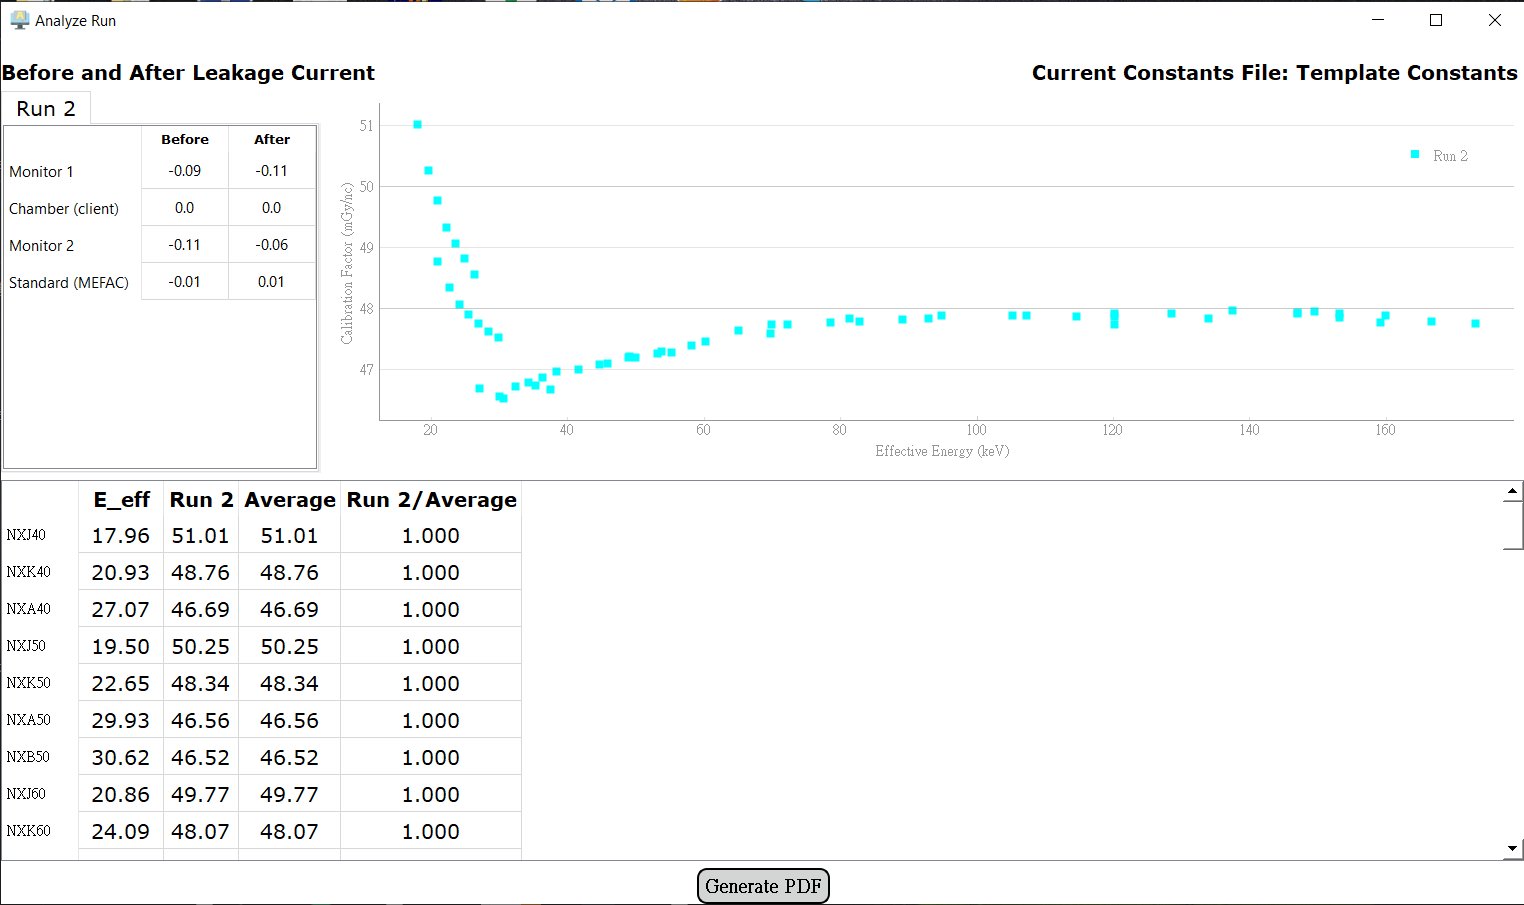 Analyze Run
Before and After Leakage Current
Current Constants File: Template Constants
Run 2
Before After
Monitor 1 -0.09 -0.11
Chamber (client) 0.0 0.0
Monitor 2 -0.11 -0.06
Standard (MEFAC) -0.01 0.01
Calibration Factor (mGy/nc)
51
50
49
48
47
Run 2
20 40 60 80 100 120 140 160
Effective Energy (keV)
E_eff Run 2 Average Run 2/Average
NXJ40 17.96 51.01 51.01 1.000
NXK40 20.93 48.76 48.76 1.000
NXA40 27.07 46.69 46.69 1.000
NXJ50 19.50 50.25 50.25 1.000
NXK50 22.65 48.34 48.34 1.000
NXA50 29.93 46.56 46.56 1.000
NXB50 30.62 46.52 46.52 1.000
NXJ60 20.86 49.77 49.77 1.000
NXK60 24.09 48.07 48.07 1.000
Generate PDF